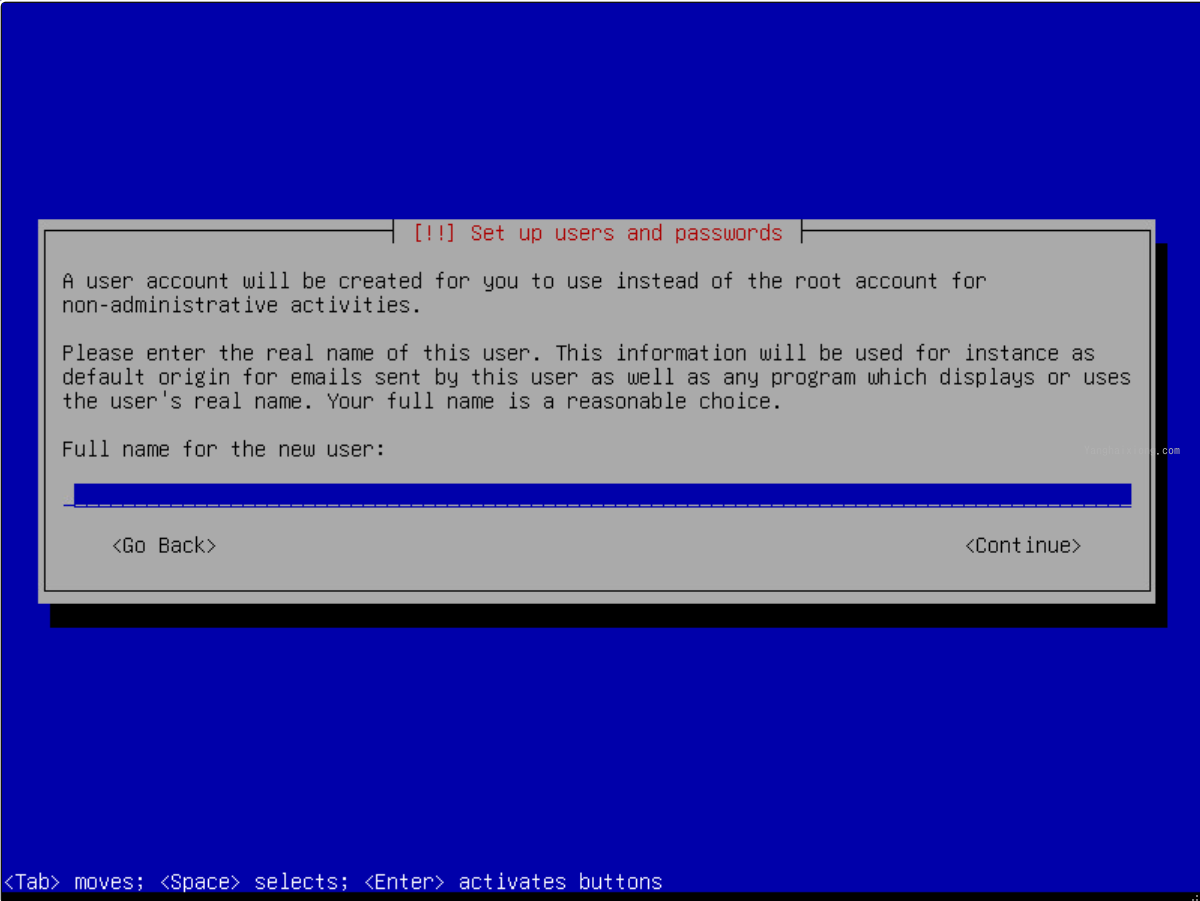 [!!] Set up users and passwords
A user account will be created for you to use instead of the root account for
non-administrative activities.
Please enter the real name of this user. This information will be used for instance as
default origin for emails sent by this user as well as any program which displays or uses
the user's real name. Your full name is a reasonable choice.
Full name for the new user:
<Go Back> <Continue>
<Tab> moves; <Space> selects; <Enter> activates buttons